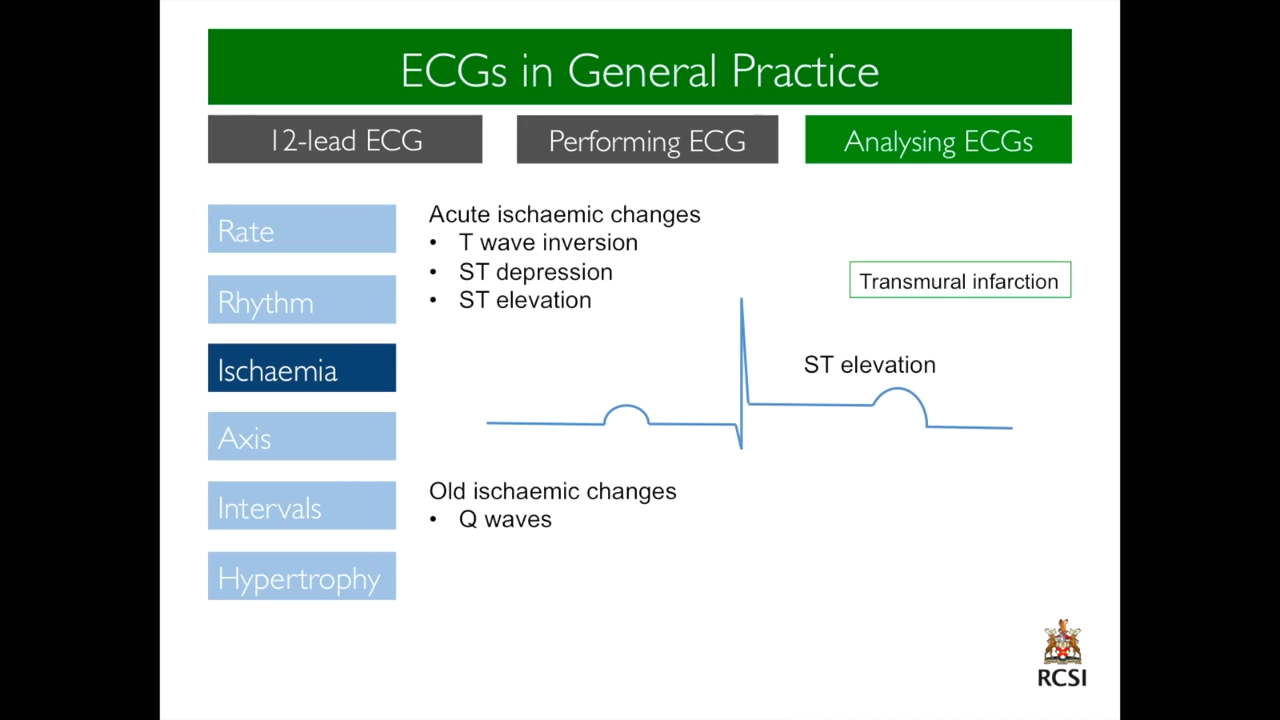 ECGs in General Practice
12-lead ECG
Performing ECG
Analysing ECGs
Rate
Rhythm
Ischaemia
Axis
Intervals
Hypertrophy
Acute ischaemic changes
• T wave inversion
• ST depression
• ST elevation
Transmural infarction
ST elevation
Old ischaemic changes
• Q waves
RCSI